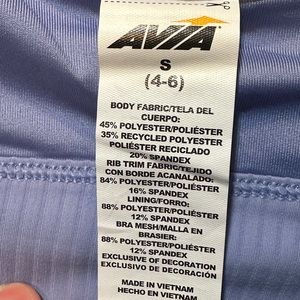 AVIA
S
(4-6)
BODY FABRIC/TELA DEL
CUERPO:
45% POLYESTER/POLIÉSTER
35% RECYCLED POLYESTER/
POLIÉSTER RECICLADO
20% SPANDEX
RIB TRIM FABRIC/TEJIDO
CON BORDE ACANALADO:
84% POLYESTER/POLIÉSTER
16% SPANDEX
LINING/FORRO:
88% POLYESTER/POLIÉSTER
12% SPANDEX
BRA MESH/MALLA EN
BRASIER:
88% POLYESTER/POLIÉSTER
12% SPANDEX
EXCLUSIVE OF DECORATION
EXCLUSIVO DE DECORACIÓN
MADE IN VIETNAM
HECHO EN VIETNAM